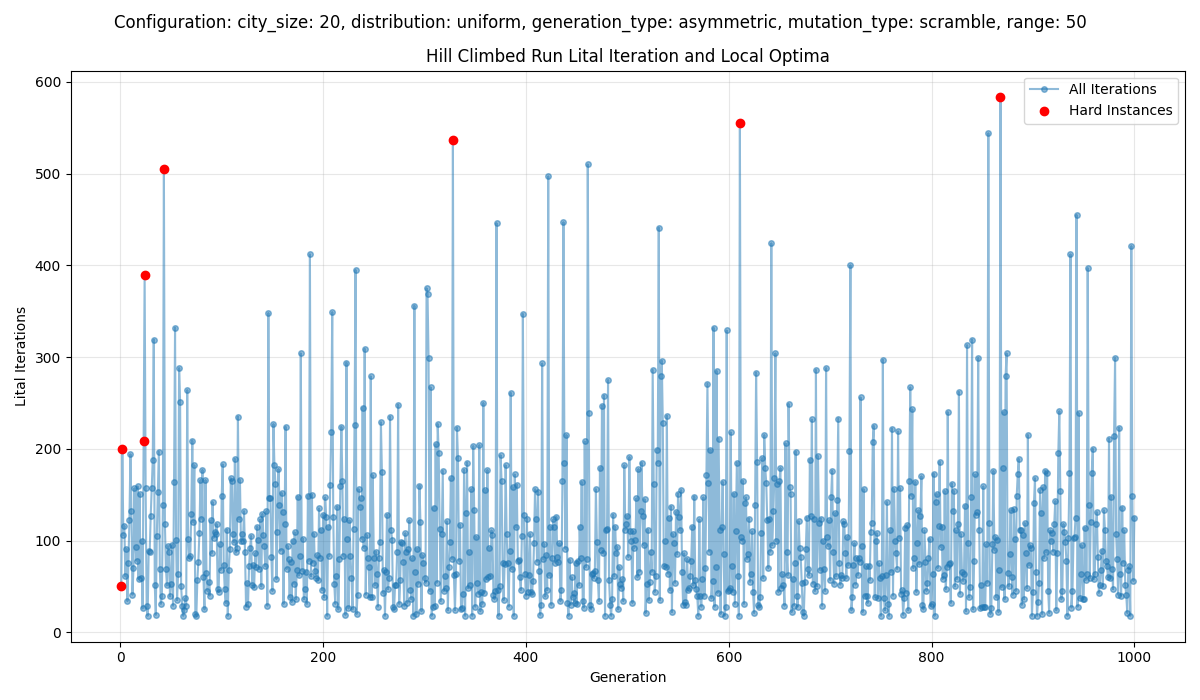 Configuration: city_size: 20, distribution: uniform, generation_type: asymmetric, mutation_type: scramble, range: 50
Hill Climbed Run Lital Iteration and Local Optima
All Iterations
Hard Instances
Lital Iterations
600
500
400
300
200
100
0
0 200 400 600 800 1000
Generation